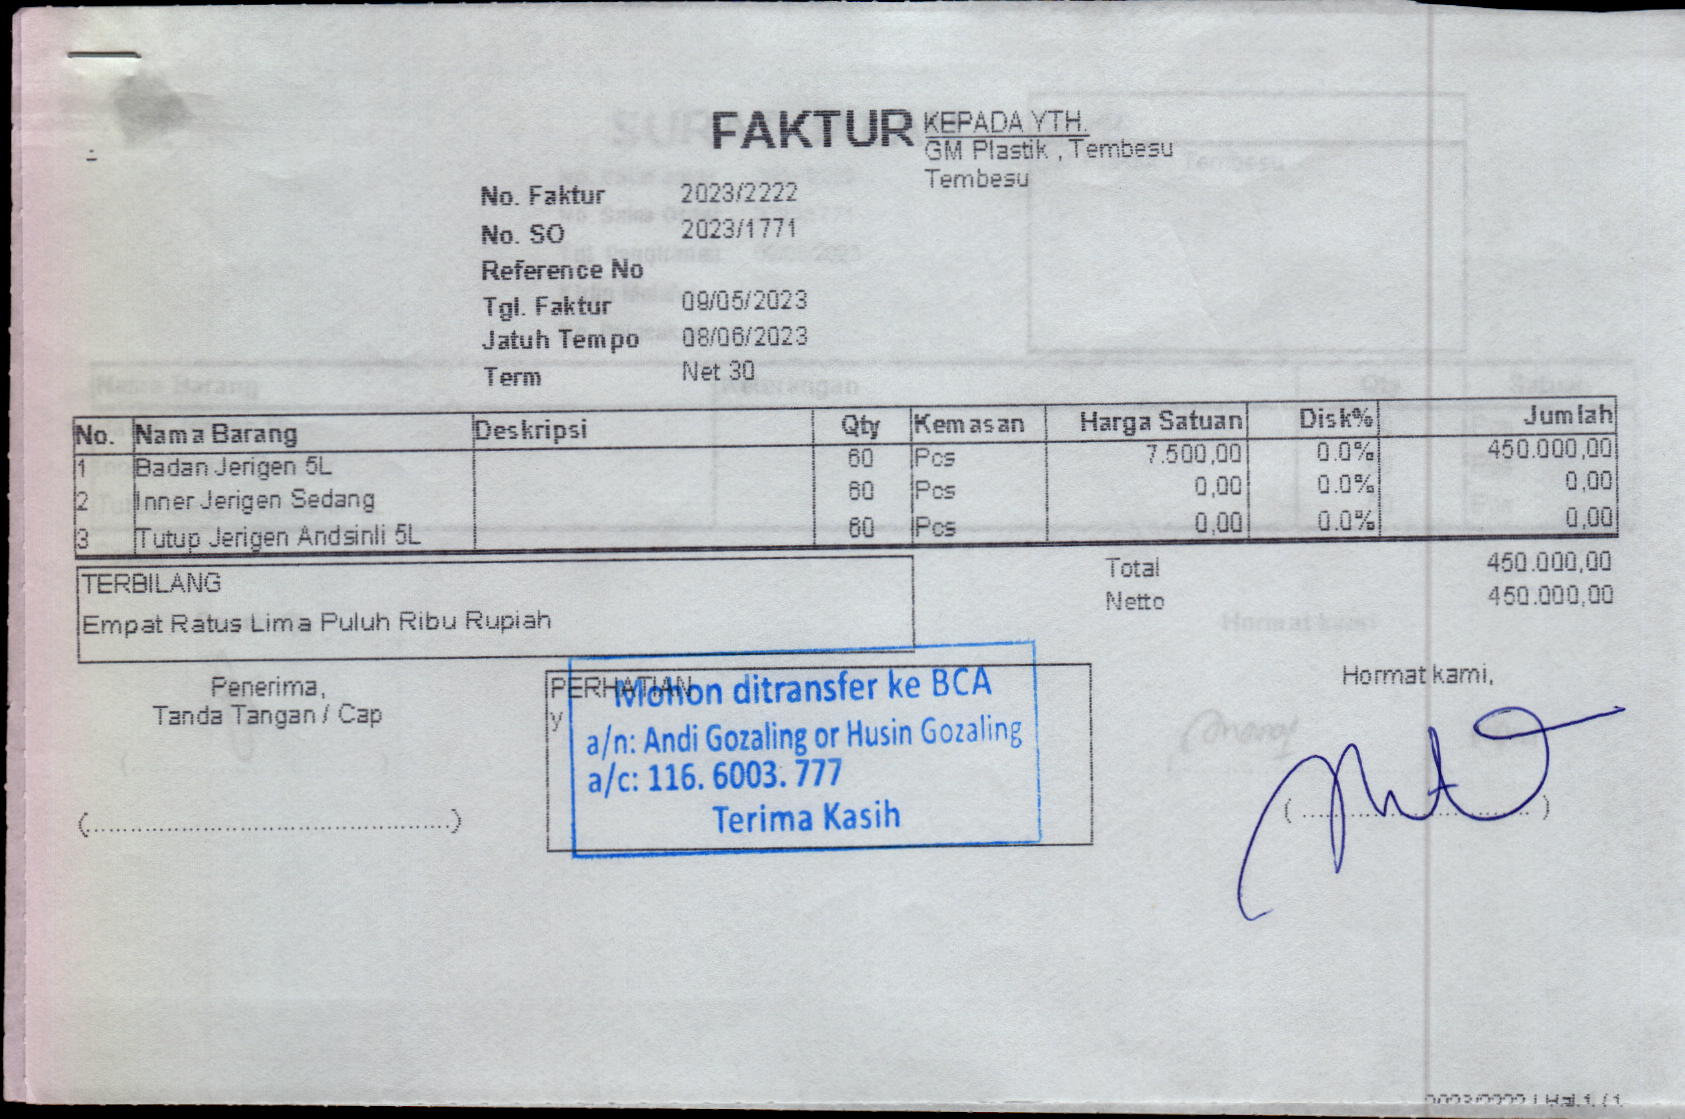 FAKTUR
KEPADA YTH.
GM Plastik , Tembesu
Tembesu
No. Faktur 2023/2222
No. SO 2023/1771
Reference No
Tgl. Faktur 09/05/2023
Jatuh Tempo 08/06/2023
Term Net 30
No. Nama Barang Deskripsi Qty Kemasan Harga Satuan Disk% Jumlah
1 Badan Jerigen 5L 60 Pcs 7.500,00 0.0% 450.000,00
2 Inner Jerigen Sedang 60 Pcs 0,00 0.0% 0,00
3 Tutup Jerigen Andsinli 5L 60 Pcs 0,00 0.0% 0,00
Total 450.000,00
Netto 450.000,00
TERBILANG
Empat Ratus Lima Puluh Ribu Rupiah
Penerima,
Tanda Tangan / Cap
PERHATIAN
y
Mohon ditransfer ke BCA
a/n: Andi Gozaling or Husin Gozaling
a/c: 116. 6003. 777
Terima Kasih
Hormat kami,
2023/2222 | Hal 1 / 1